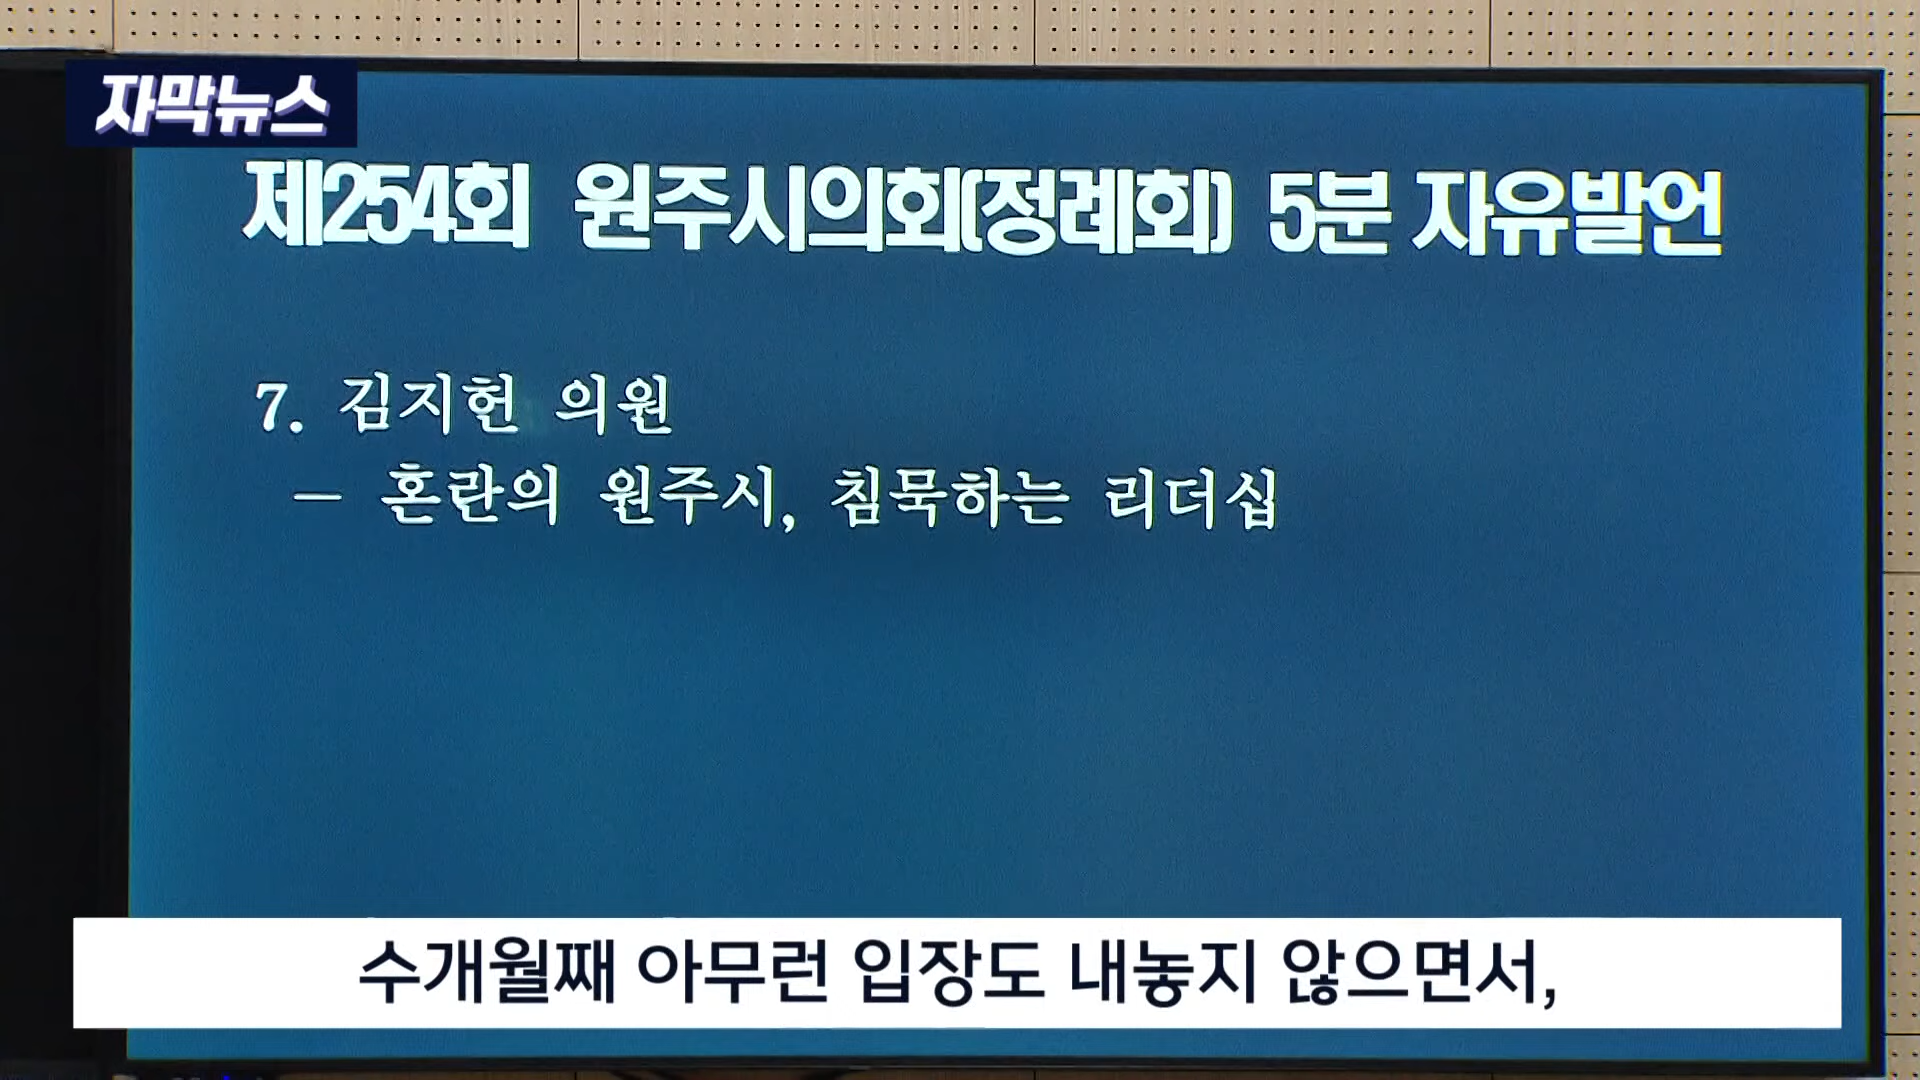 자막뉴스
제254회 원주시의회(정례회) 5분 자유발언
7. 김지헌 의원
– 혼란의 원주시, 침묵하는 리더십
수개월째 아무런 입장도 내놓지 않으면서,